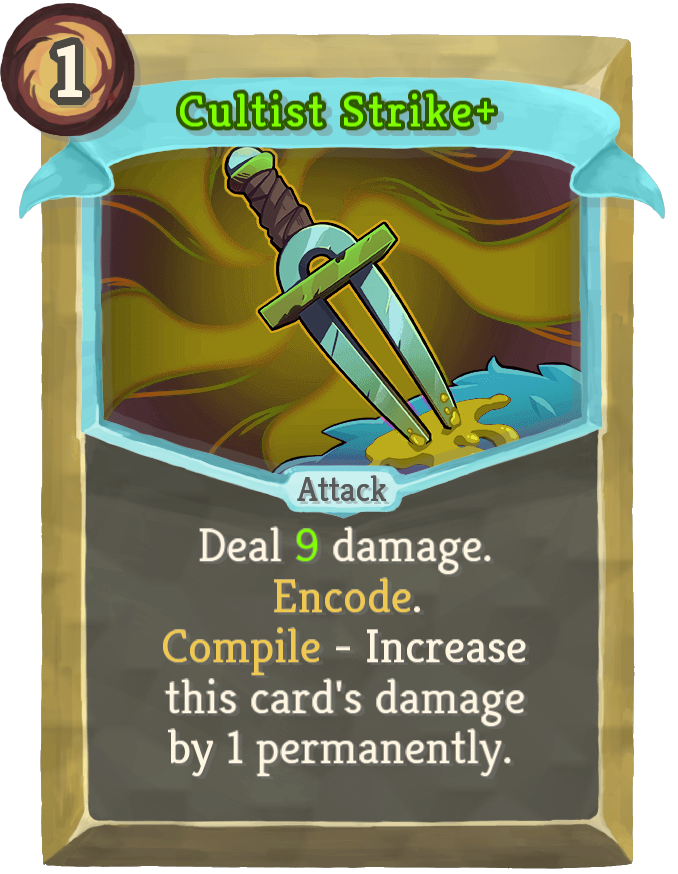 1
Cultist Strike+
Attack
Deal 9 damage.
Encode.
Compile - Increase
this card's damage
by 1 permanently.